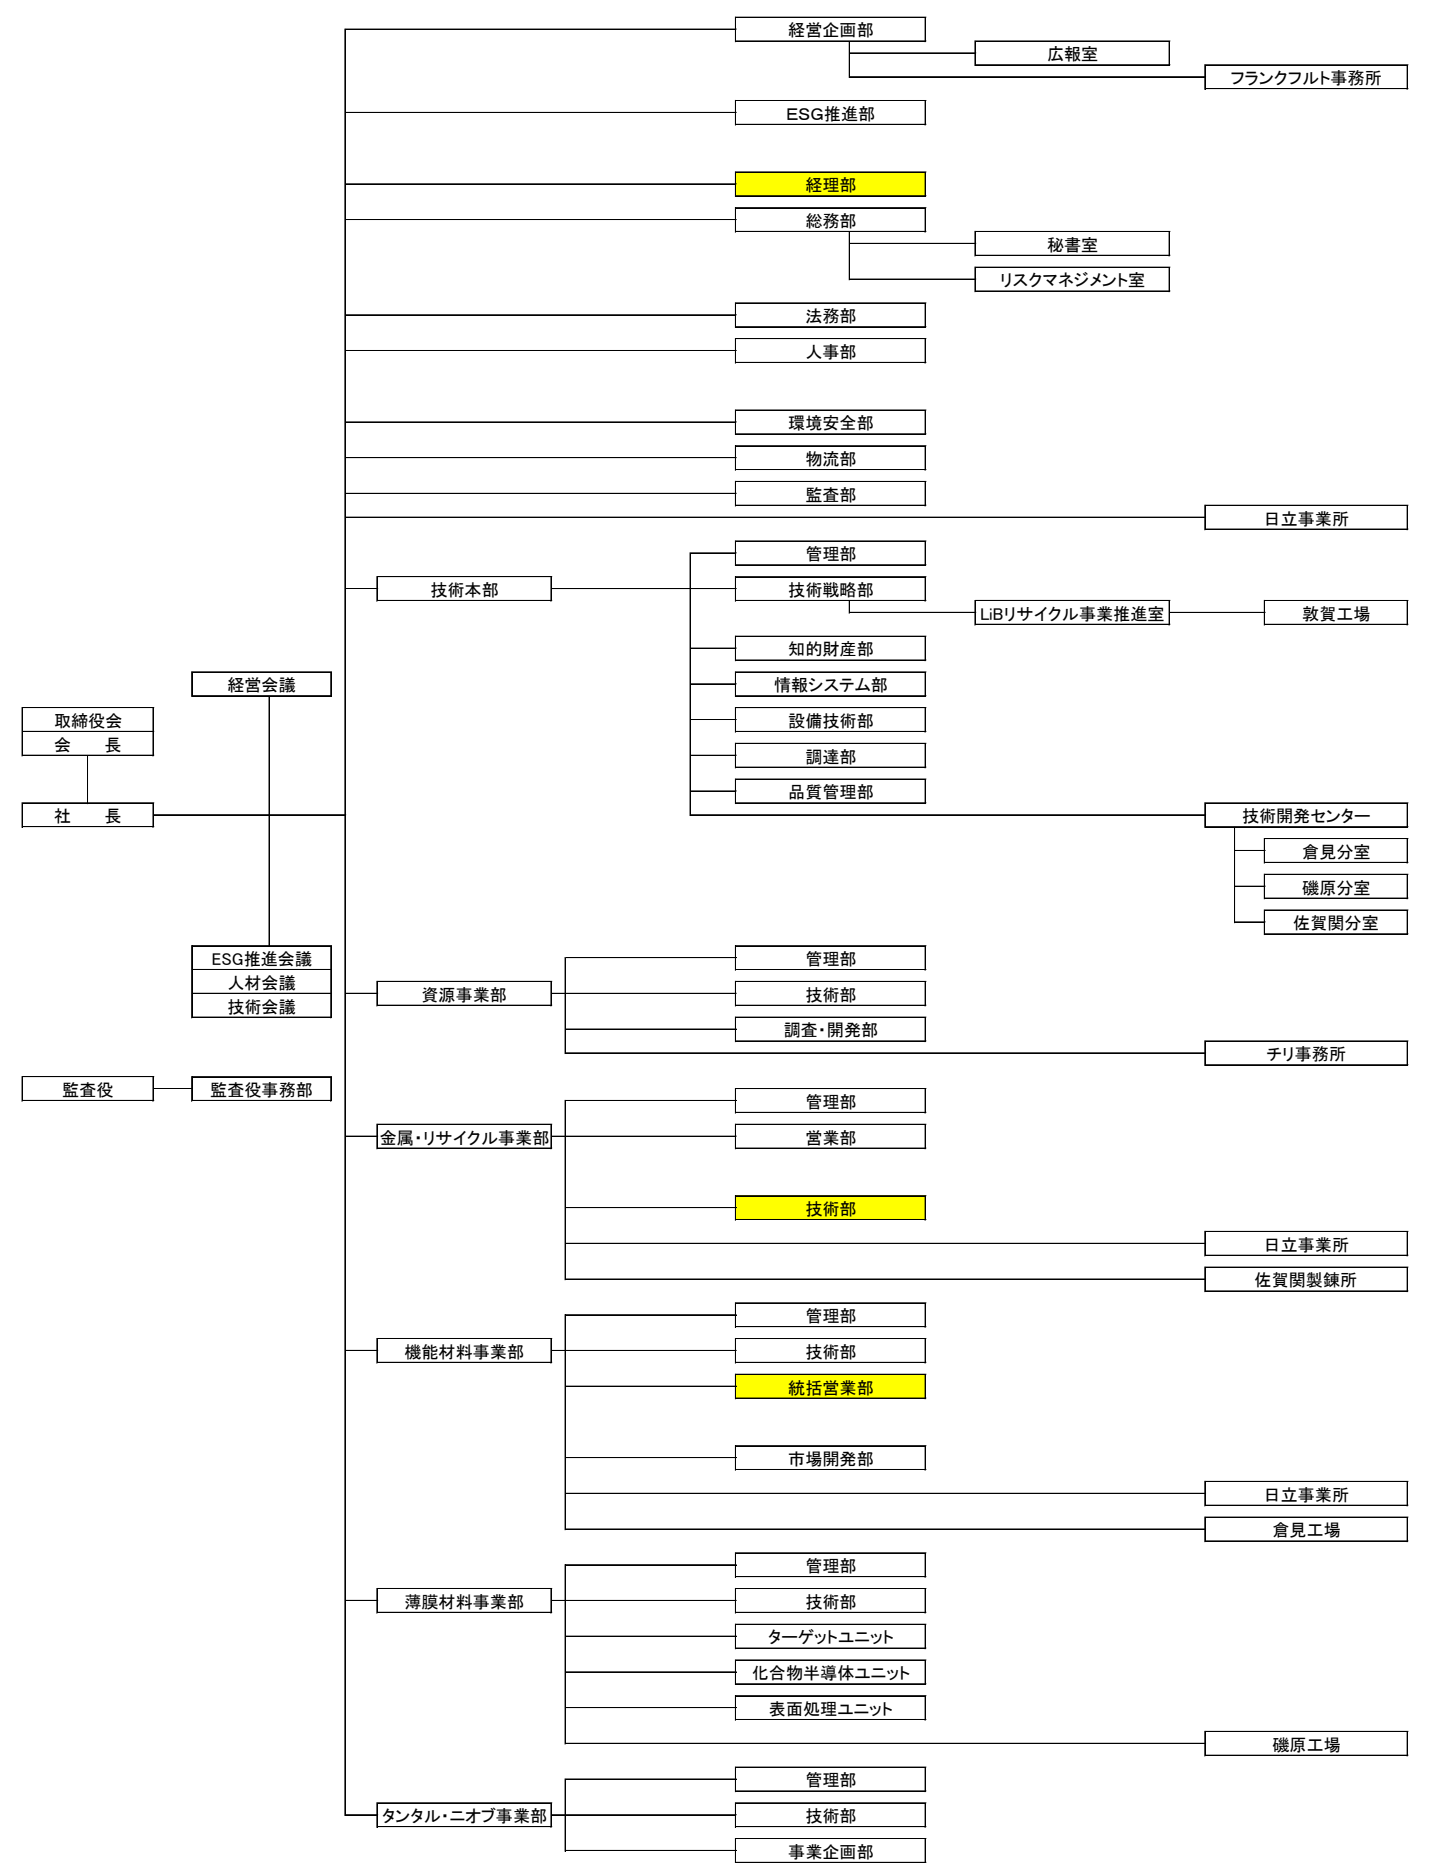 経営企画部
広報室
フランクフルト事務所
ESG推進部
経理部
総務部
秘書室
リスクマネジメント室
法務部
人事部
環境安全部
物流部
監査部
日立事業所
管理部
技術本部
技術戦略部
LiBリサイクル事業推進室
敦賀工場
知的財産部
情報システム部
設備技術部
調達部
品質管理部
技術開発センター
倉見分室
磯原分室
佐賀関分室
経営会議
取締役会
会　　長
社　　長
ESG推進会議
人材会議
技術会議
監査役
監査役事務部
管理部
資源事業部
技術部
調査・開発部
チリ事務所
管理部
金属・リサイクル事業部
営業部
技術部
日立事業所
佐賀関製錬所
管理部
機能材料事業部
技術部
統括営業部
市場開発部
日立事業所
倉見工場
管理部
薄膜材料事業部
技術部
ターゲットユニット
化合物半導体ユニット
表面処理ユニット
磯原工場
管理部
タンタル・ニオブ事業部
技術部
事業企画部